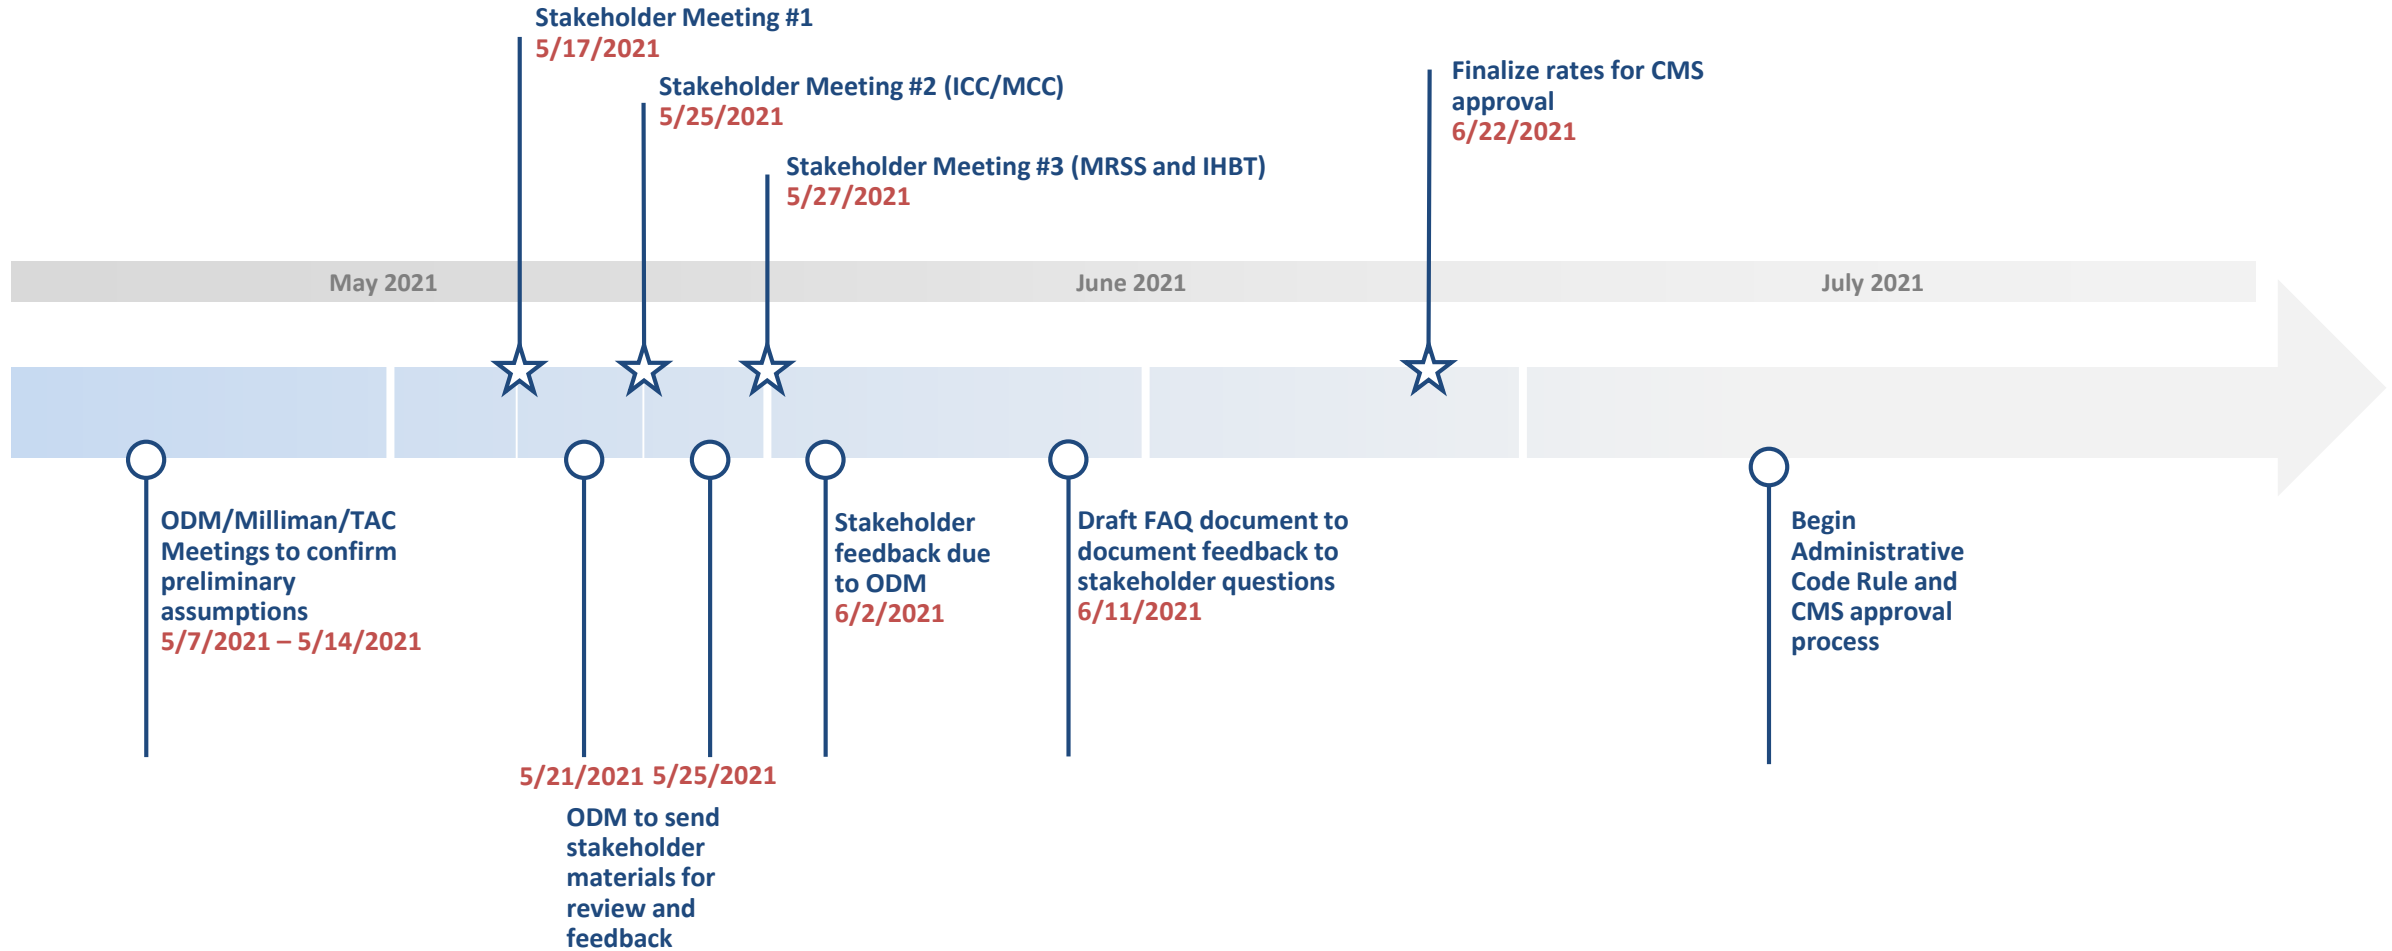 Stakeholder Meeting #1
5/17/2021
Stakeholder Meeting #2 (ICC/MCC)
5/25/2021
Stakeholder Meeting #3 (MRSS and IHBT)
5/27/2021
Finalize rates for CMS
approval
6/22/2021
May 2021
June 2021
July 2021
ODM/Milliman/TAC
Meetings to confirm
preliminary
assumptions
5/7/2021 – 5/14/2021
5/21/2021 5/25/2021
ODM to send
stakeholder
materials for
review and
feedback
Stakeholder
feedback due
to ODM
6/2/2021
Draft FAQ document to
document feedback to
stakeholder questions
6/11/2021
Begin
Administrative
Code Rule and
CMS approval
process